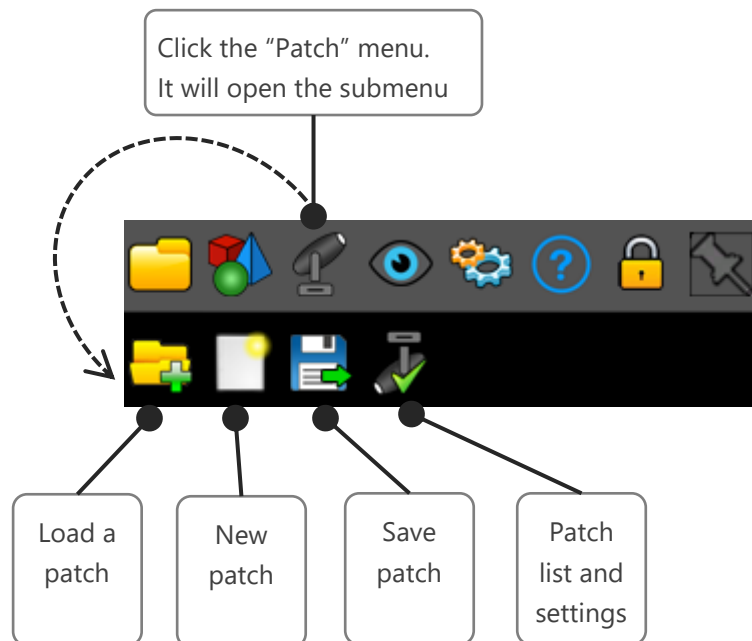 Click the “Patch” menu.
It will open the submenu
?
Load a
patch
New
patch
Save
patch
Patch
list and
settings